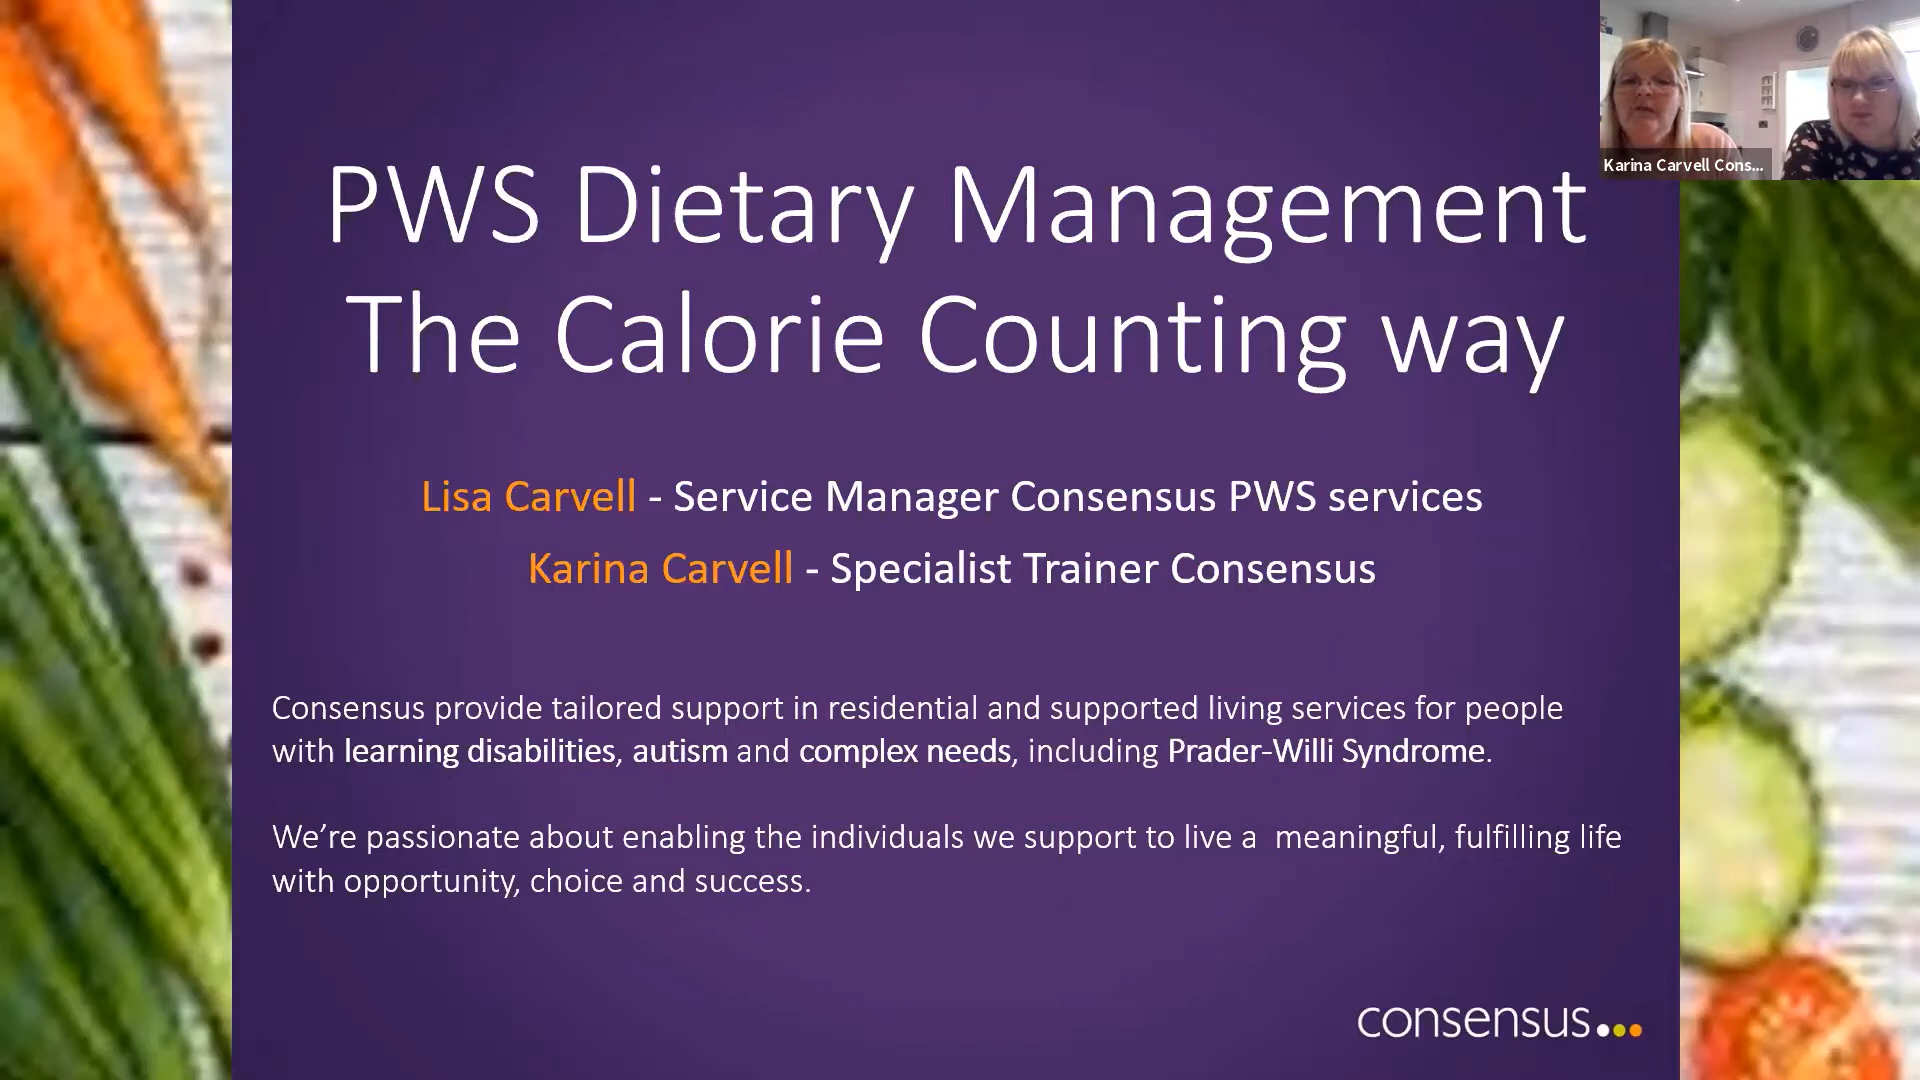 Karina Carvell Cons...
PWS Dietary Management
The Calorie Counting way
Lisa Carvell - Service Manager Consensus PWS services
Karina Carvell - Specialist Trainer Consensus
Consensus provide tailored support in residential and supported living services for people
with learning disabilities, autism and complex needs, including Prader-Willi Syndrome.
We’re passionate about enabling the individuals we support to live a  meaningful, fulfilling life
with opportunity, choice and success.
consensus...